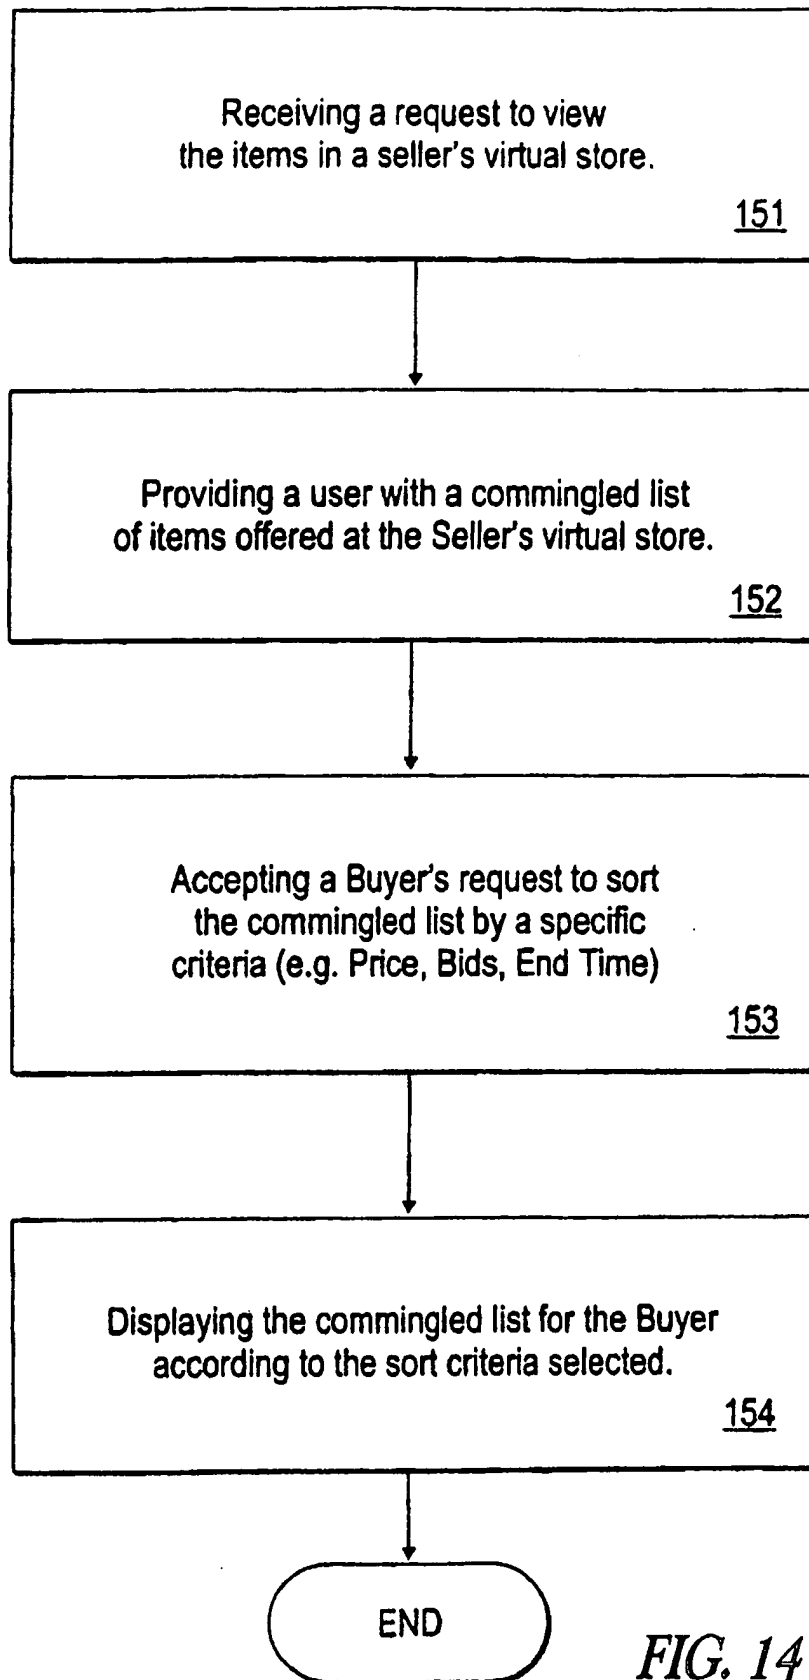 Receiving a request to view
the items in a seller's virtual store.
151
Providing a user with a commingled list
of items offered at the Seller's virtual store.
152
Accepting a Buyer's request to sort
the commingled list by a specific
criteria (e.g. Price, Bids, End Time)
153
Displaying the commingled list for the Buyer
according to the sort criteria selected.
154
END
FIG. 14